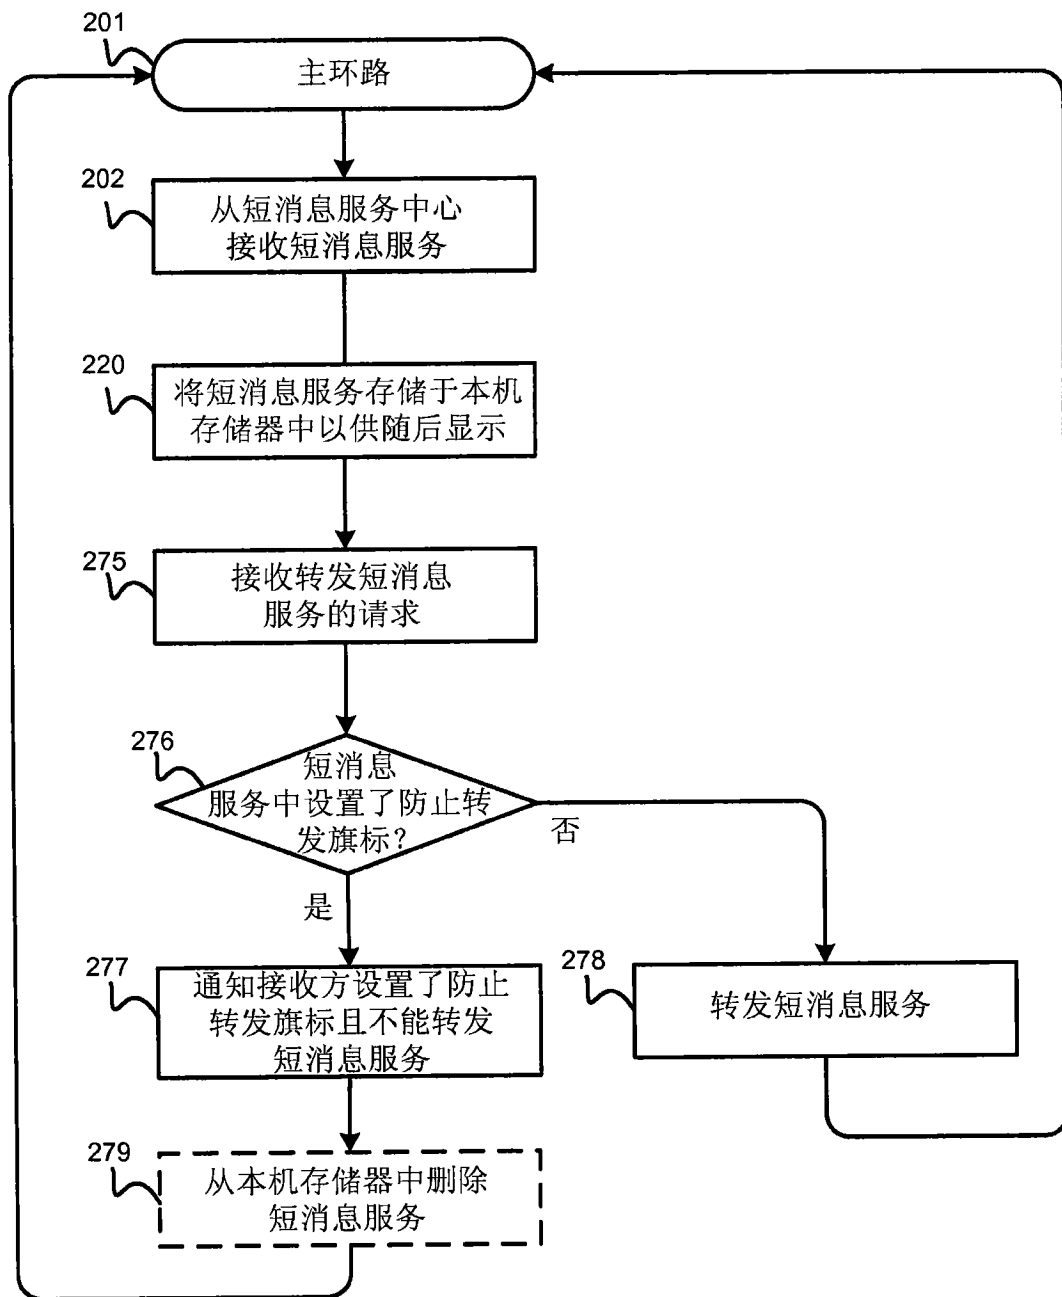 201
主环路
202
从短消息服务中心
接收短消息服务
220
将短消息服务存储于本机
存储器中以供随后显示
275
接收转发短消息
服务的请求
276
短消息
服务中设置了防止转
发旗标?
否
是
277
通知接收方设置了防止
转发旗标且不能转发
短消息服务
278
转发短消息服务
279
从本机存储器中删除
短消息服务